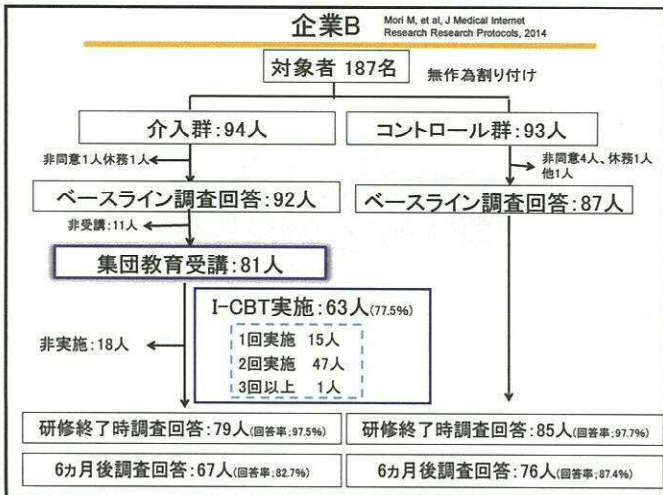 企業B
Mori M, et al, J Medical Internet
Research Research Protocols, 2014
対象者 187名
無作為割り付け
介入群:94人
コントロール群:93人
非同意1人休務1人
非同意4人、休務1人
他1人
ベースライン調査回答:92人
ベースライン調査回答:87人
非受講:11人
集団教育受講:81人
I-CBT実施:63人(77.5%)
非実施:18人
1回実施 15人
2回実施 47人
3回以上 1人
研修終了時調査回答:79人(回答率;97.5%)
研修終了時調査回答:85人(回答率;97.7%)
6カ月後調査回答:67人(回答率;82.7%)
6カ月後調査回答:76人(回答率;87.4%)